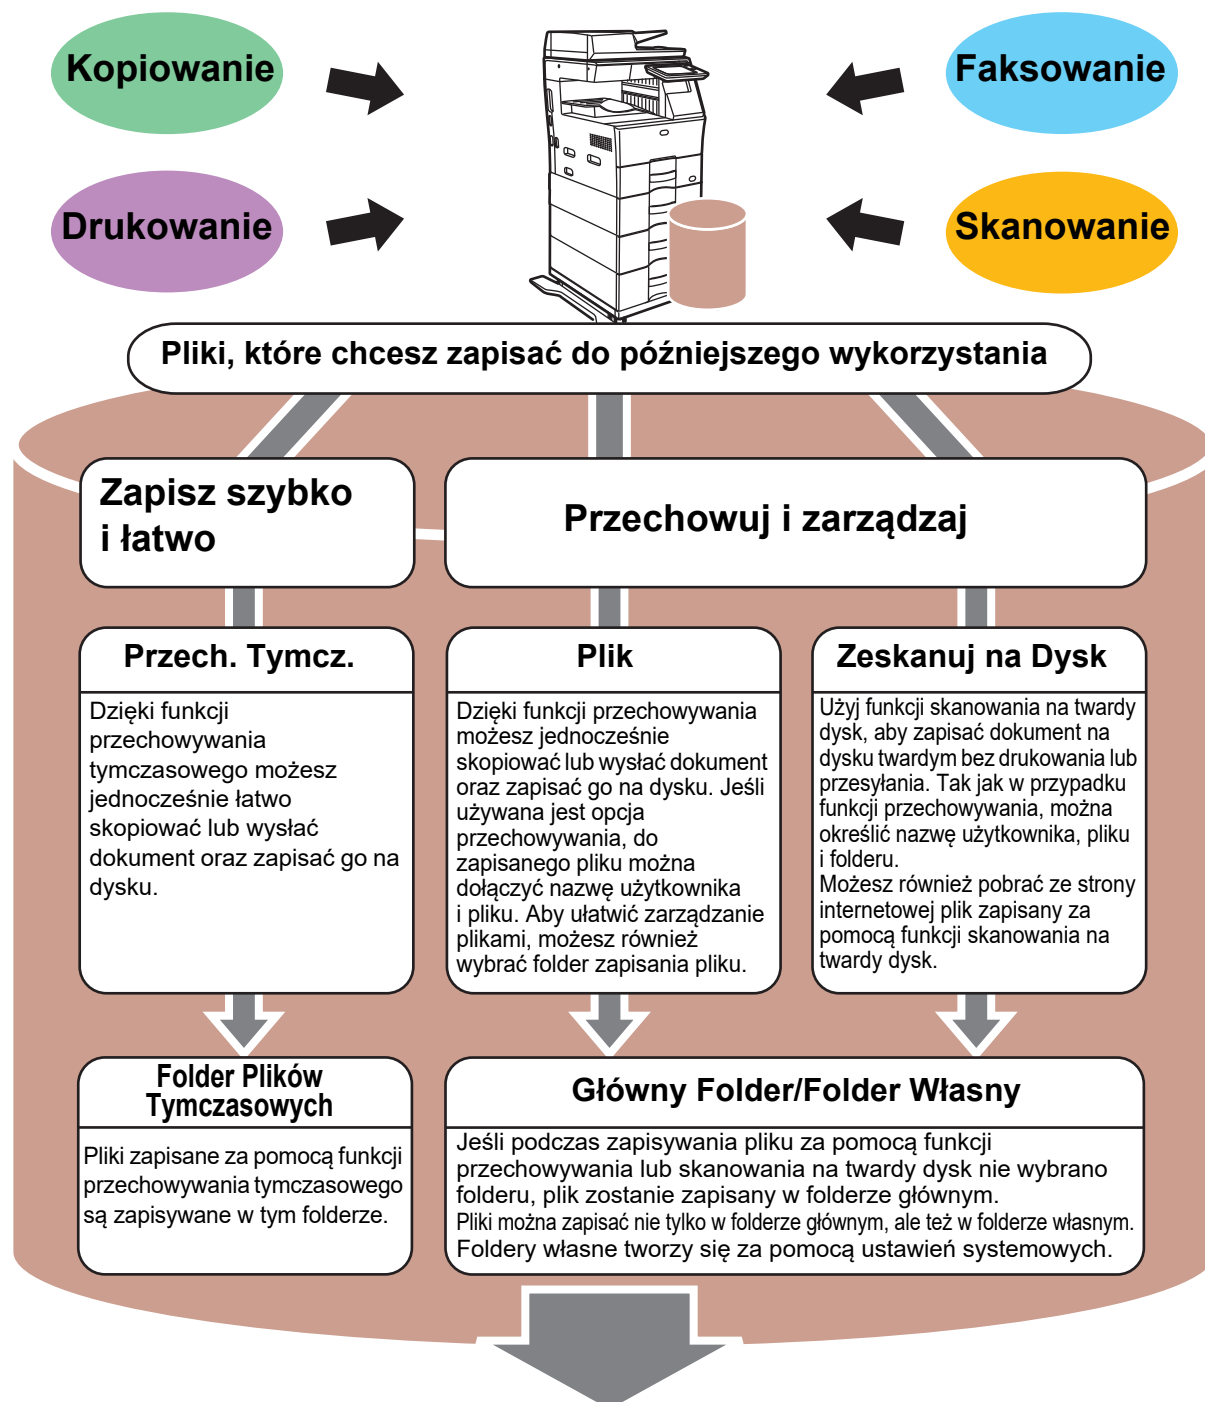 Kopiowanie
Faksowanie
Drukowanie
Skanowanie
Pliki, które chcesz zapisać do późniejszego wykorzystania
Zapisz szybko
i łatwo
Przechowuj i zarządzaj
Przech. Tymcz.
Dzięki funkcji
przechowywania
tymczasowego możesz
jednocześnie łatwo
skopiować lub wysłać
dokument oraz zapisać go na
dysku.
Plik
Dzięki funkcji przechowywania
możesz jednocześnie
skopiować lub wysłać dokument
oraz zapisać go na dysku. Jeśli
używana jest opcja
przechowywania, do
zapisanego pliku można
dołączyć nazwę użytkownika
i pliku. Aby ułatwić zarządzanie
plikami, możesz również
wybrać folder zapisania pliku.
Zeskanuj na Dysk
Użyj funkcji skanowania na twardy
dysk, aby zapisać dokument na
dysku twardym bez drukowania lub
przesyłania. Tak jak w przypadku
funkcji przechowywania, można
określić nazwę użytkownika, pliku
i folderu.
Możesz również pobrać ze strony
internetowej plik zapisany za
pomocą funkcji skanowania na
twardy dysk.
Folder Plików
Tymczasowych
Pliki zapisane za pomocą funkcji
przechowywania tymczasowego
są zapisywane w tym folderze.
Główny Folder/Folder Własny
Jeśli podczas zapisywania pliku za pomocą funkcji
przechowywania lub skanowania na twardy dysk nie wybrano
folderu, plik zostanie zapisany w folderze głównym.
Pliki można zapisać nie tylko w folderze głównym, ale też w folderze własnym.
Foldery własne tworzy się za pomocą ustawień systemowych.